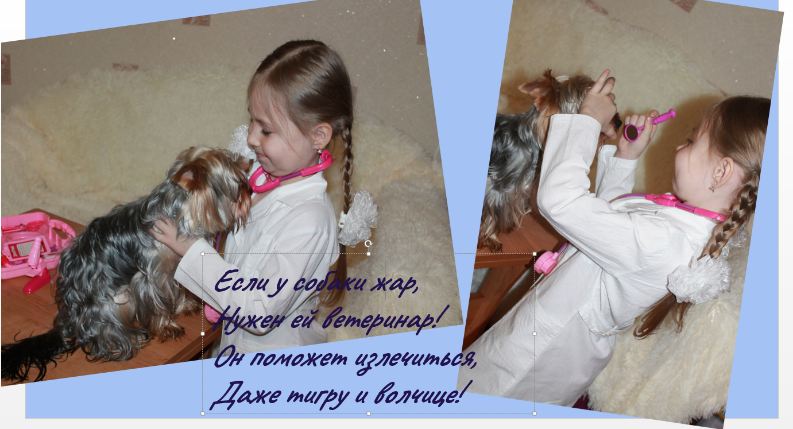 Если у собаки жар,
Нужен ей ветеринар!
Он поможет излечиться,
Даже тигру и волчице!